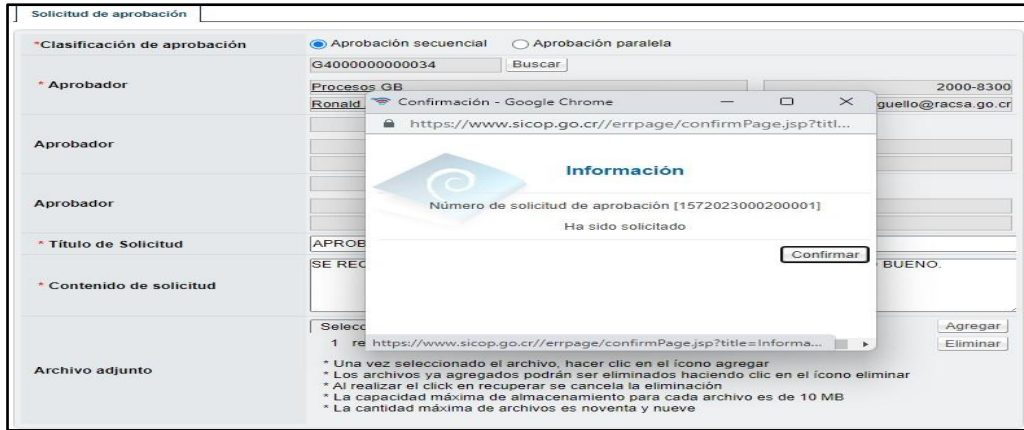 Solicitud de aprobación
*Clasificación de aprobación Aprobación secuencial Aprobación paralela
G4000000000034 Buscar
* Aprobador
Procesos GB 2000-8300
Ronald guello@racsa.go.cr
Confirmación - Google Chrome
https://www.sicop.go.cr//errpage/confirmPage.jsp?titl...
Aprobador
Información
Número de solicitud de aprobación [1572023000200001]
Ha sido solicitado
Aprobador
Confirmar
* Título de Solicitud APROB
SE REC BUENO.
* Contenido de solicitud
Selecc Agregar
1 re https://www.sicop.go.cr//errpage/confirmPage.jsp?title=Informa... Eliminar
Archivo adjunto
* Una vez seleccionado el archivo, hacer clic en el ícono agregar
* Los archivos ya agregados podrán ser eliminados haciendo clic en el ícono eliminar
* Al realizar el click en recuperar se cancela la eliminación
* La capacidad máxima de almacenamiento para cada archivo es de 10 MB
* La cantidad máxima de archivos es noventa y nueve